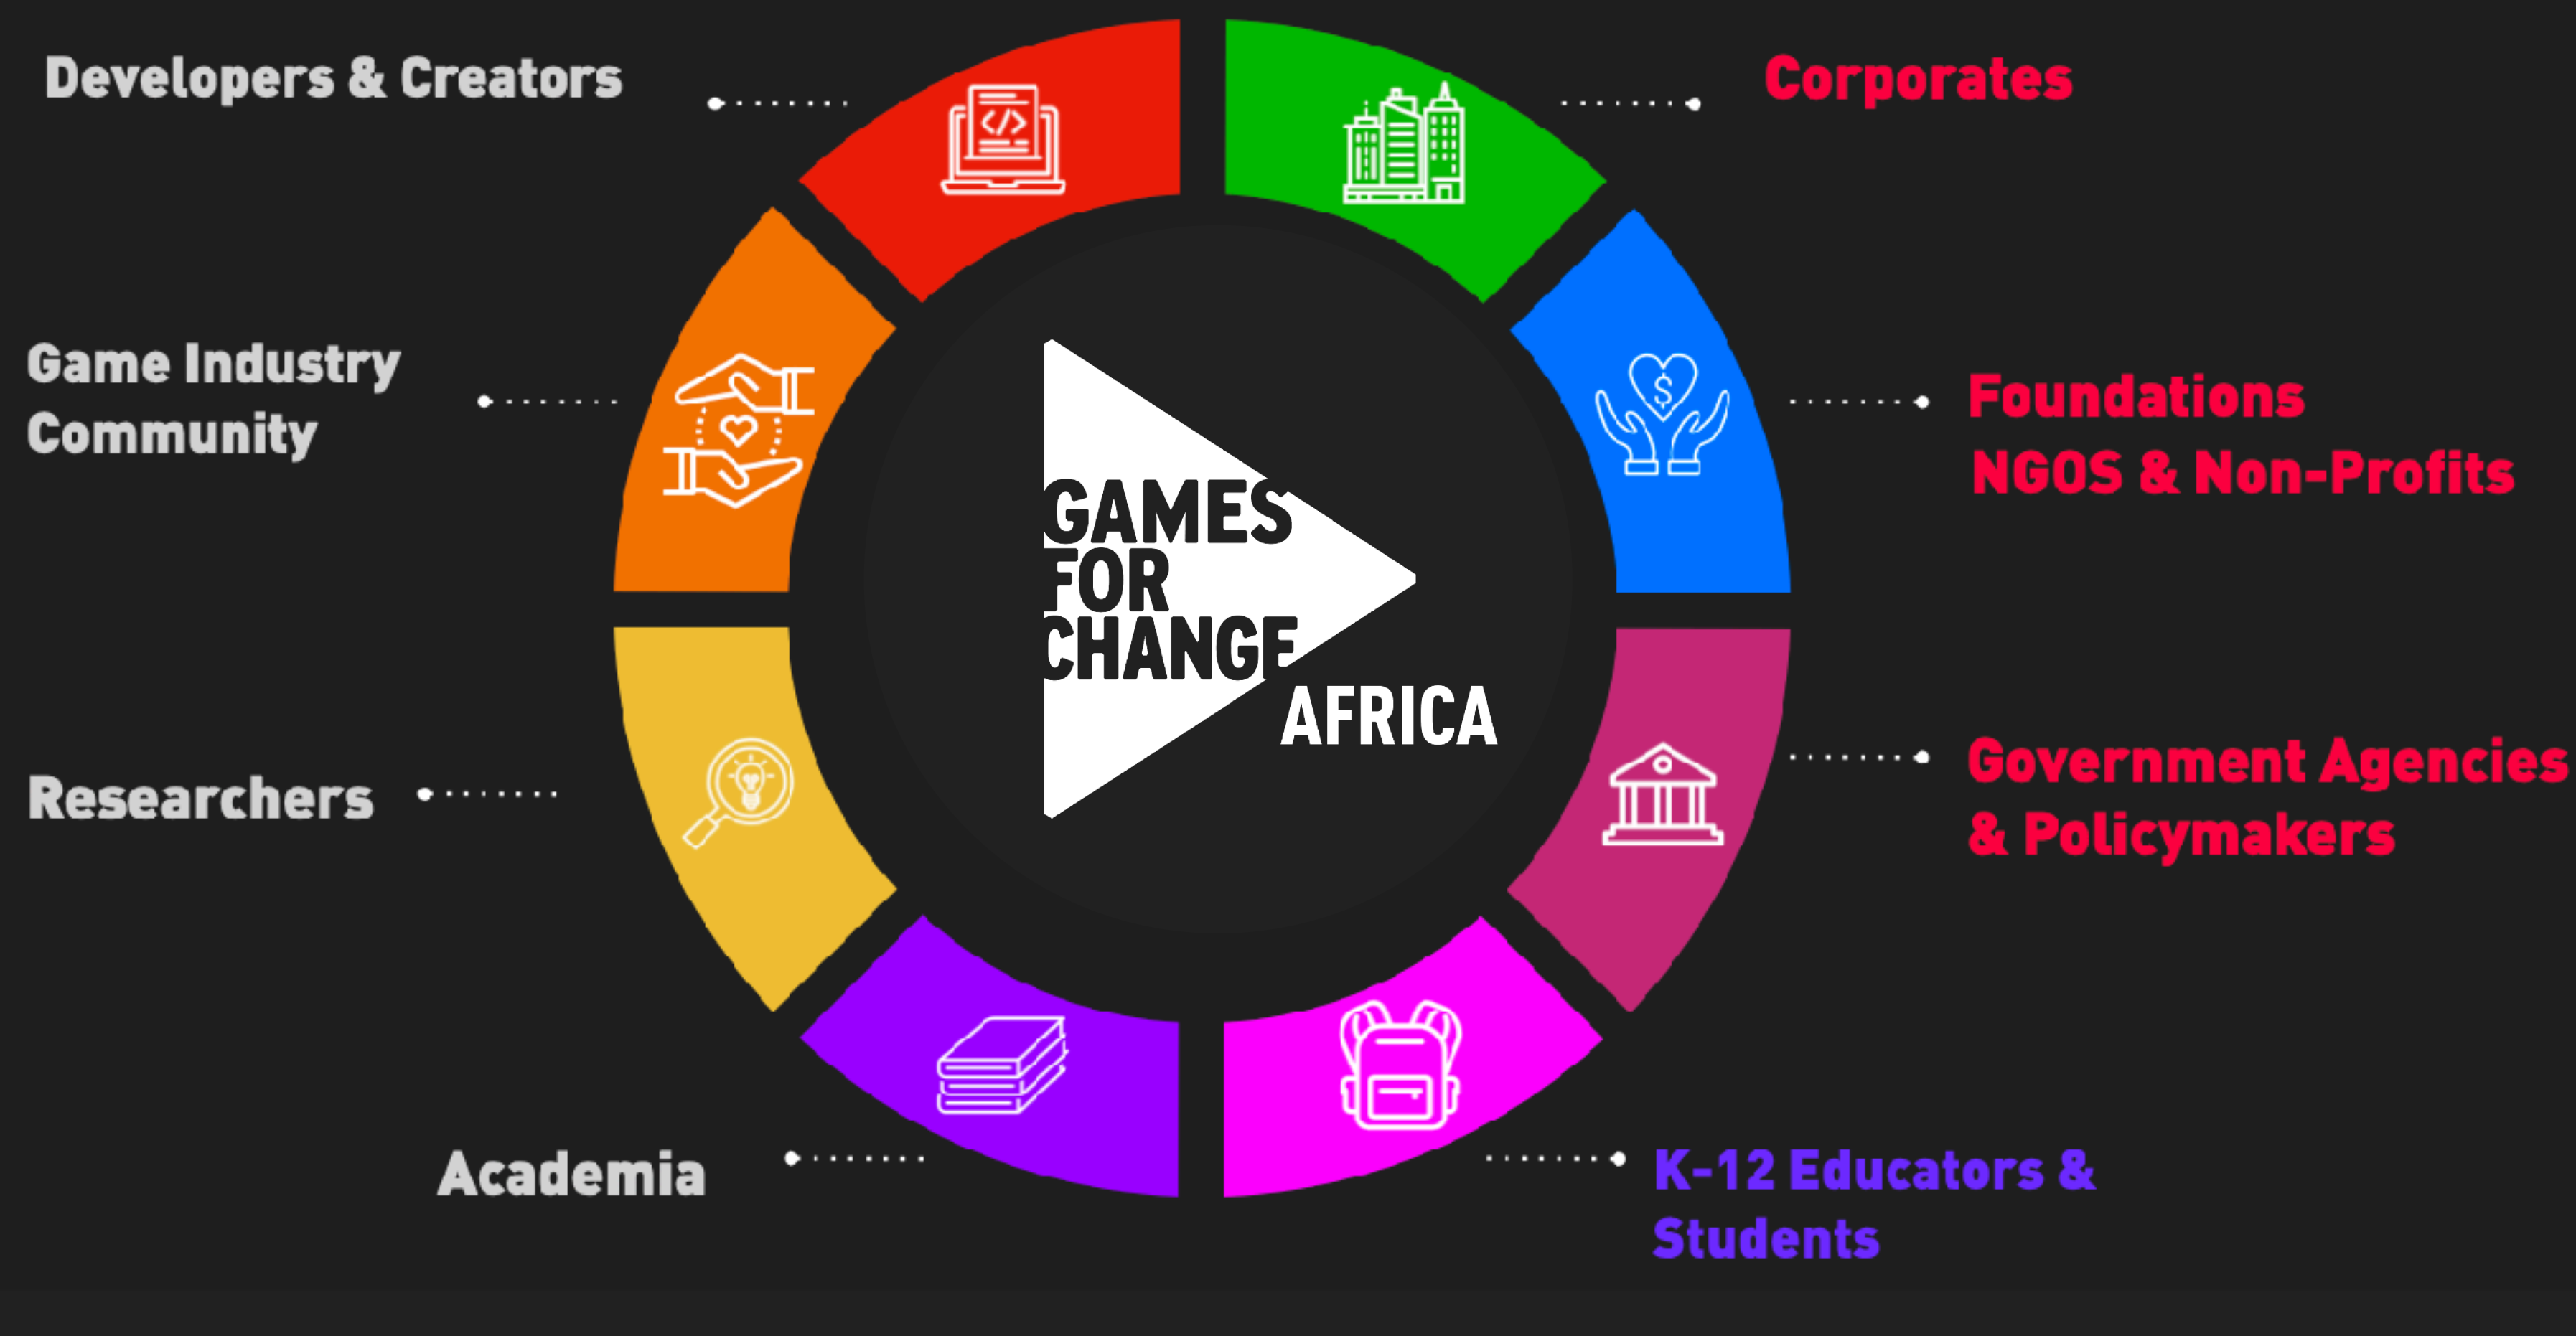 Developers & Creators
Corporates
Game Industry
Community
Foundations
NGOS & Non-Profits
GAMES
FOR
CHANGE
AFRICA
Researchers
Government Agencies
& Policymakers
Academia
K-12 Educators &
Students